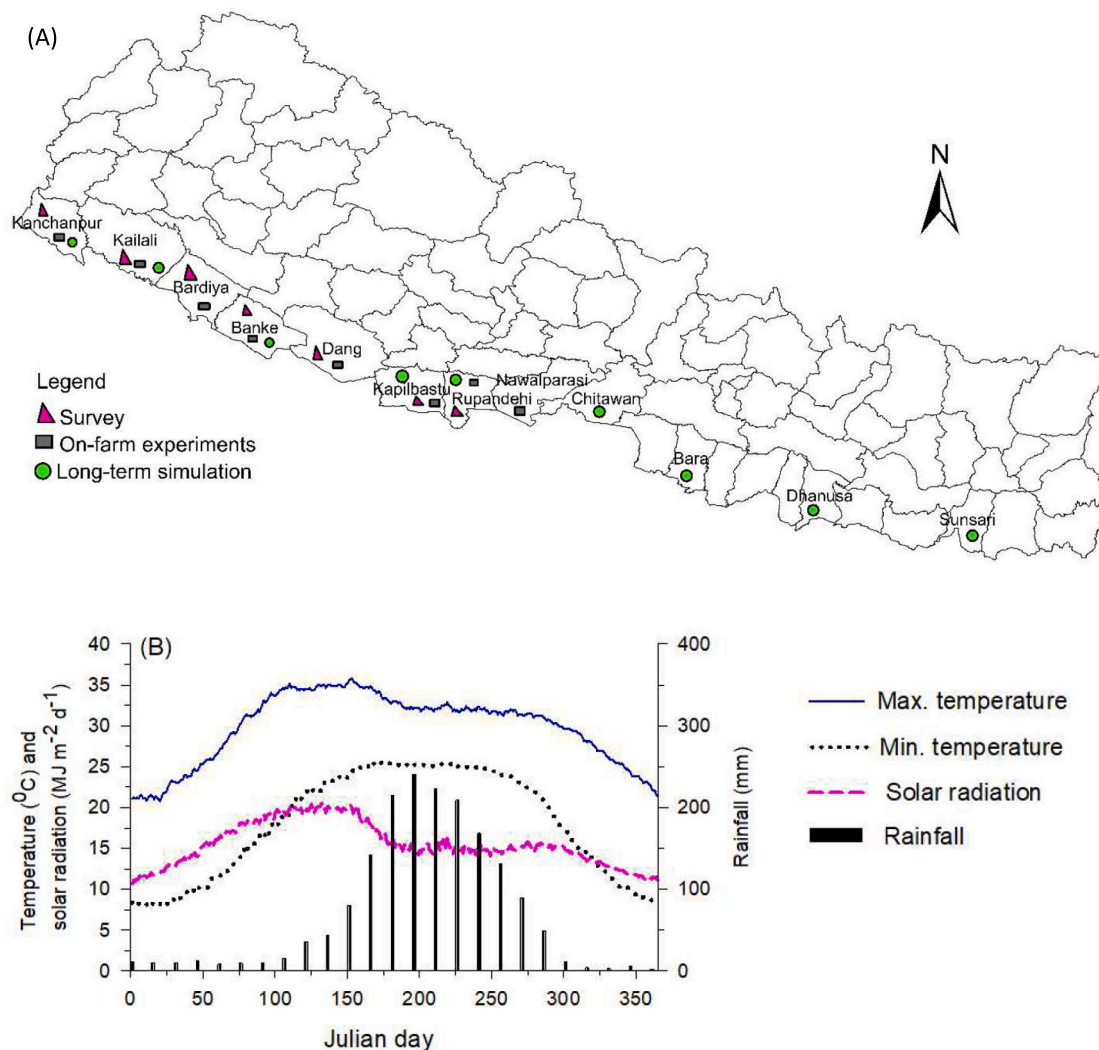 (A)
N
Kanchanpur
Kailali
Bardiya
Banke
Dang
Kapilbastu
Rupandehi
Nawalparasi
Chitawan
Bara
Dhanusa
Sunsari
Legend
Survey
On-farm experiments
Long-term simulation
(B)
40
35
30
25
20
15
10
5
0
Temperature (⁰C) and
solar radiation (MJ m⁻² d⁻¹)
400
300
200
100
0
Rainfall (mm)
0 50 100 150 200 250 300 350
Julian day
Max. temperature
Min. temperature
Solar radiation
Rainfall